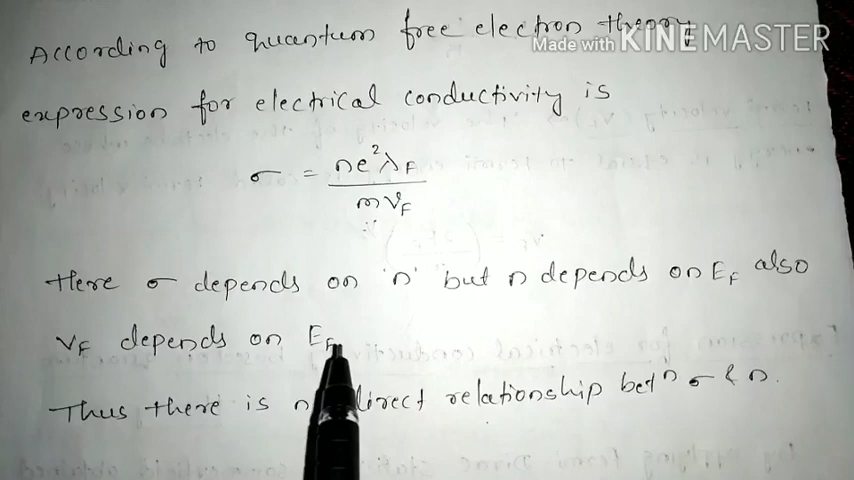 According to quantum free electron theory
Made with KINEMASTER
expression for electrical conductivity is
σ = ne²λF / mVF
Here σ depends on 'n' but n depends on EF also
VF depends on EF
Thus there is direct relationship betⁿ σ & n.